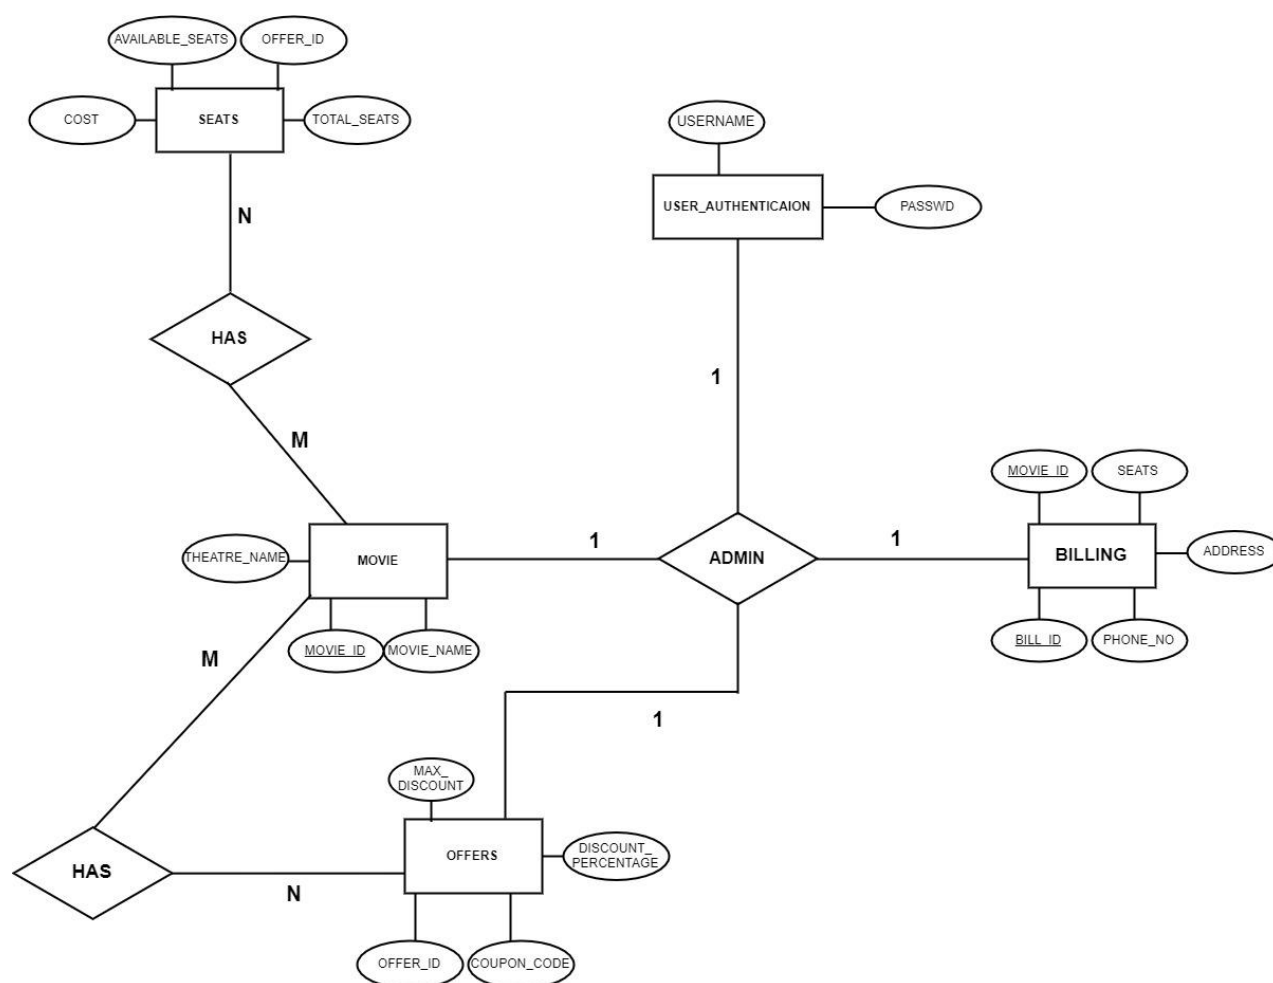 AVAILABLE_SEATS
OFFER_ID
COST
SEATS
TOTAL_SEATS
USERNAME
USER_AUTHENTICAION
PASSWD
N
HAS
1
M
MOVIE_ID
SEATS
THEATRE_NAME
MOVIE
1
ADMIN
1
BILLING
ADDRESS
MOVIE_ID
MOVIE_NAME
BILL_ID
PHONE_NO
M
1
MAX_
DISCOUNT
OFFERS
DISCOUNT_
PERCENTAGE
HAS
N
OFFER_ID
COUPON_CODE